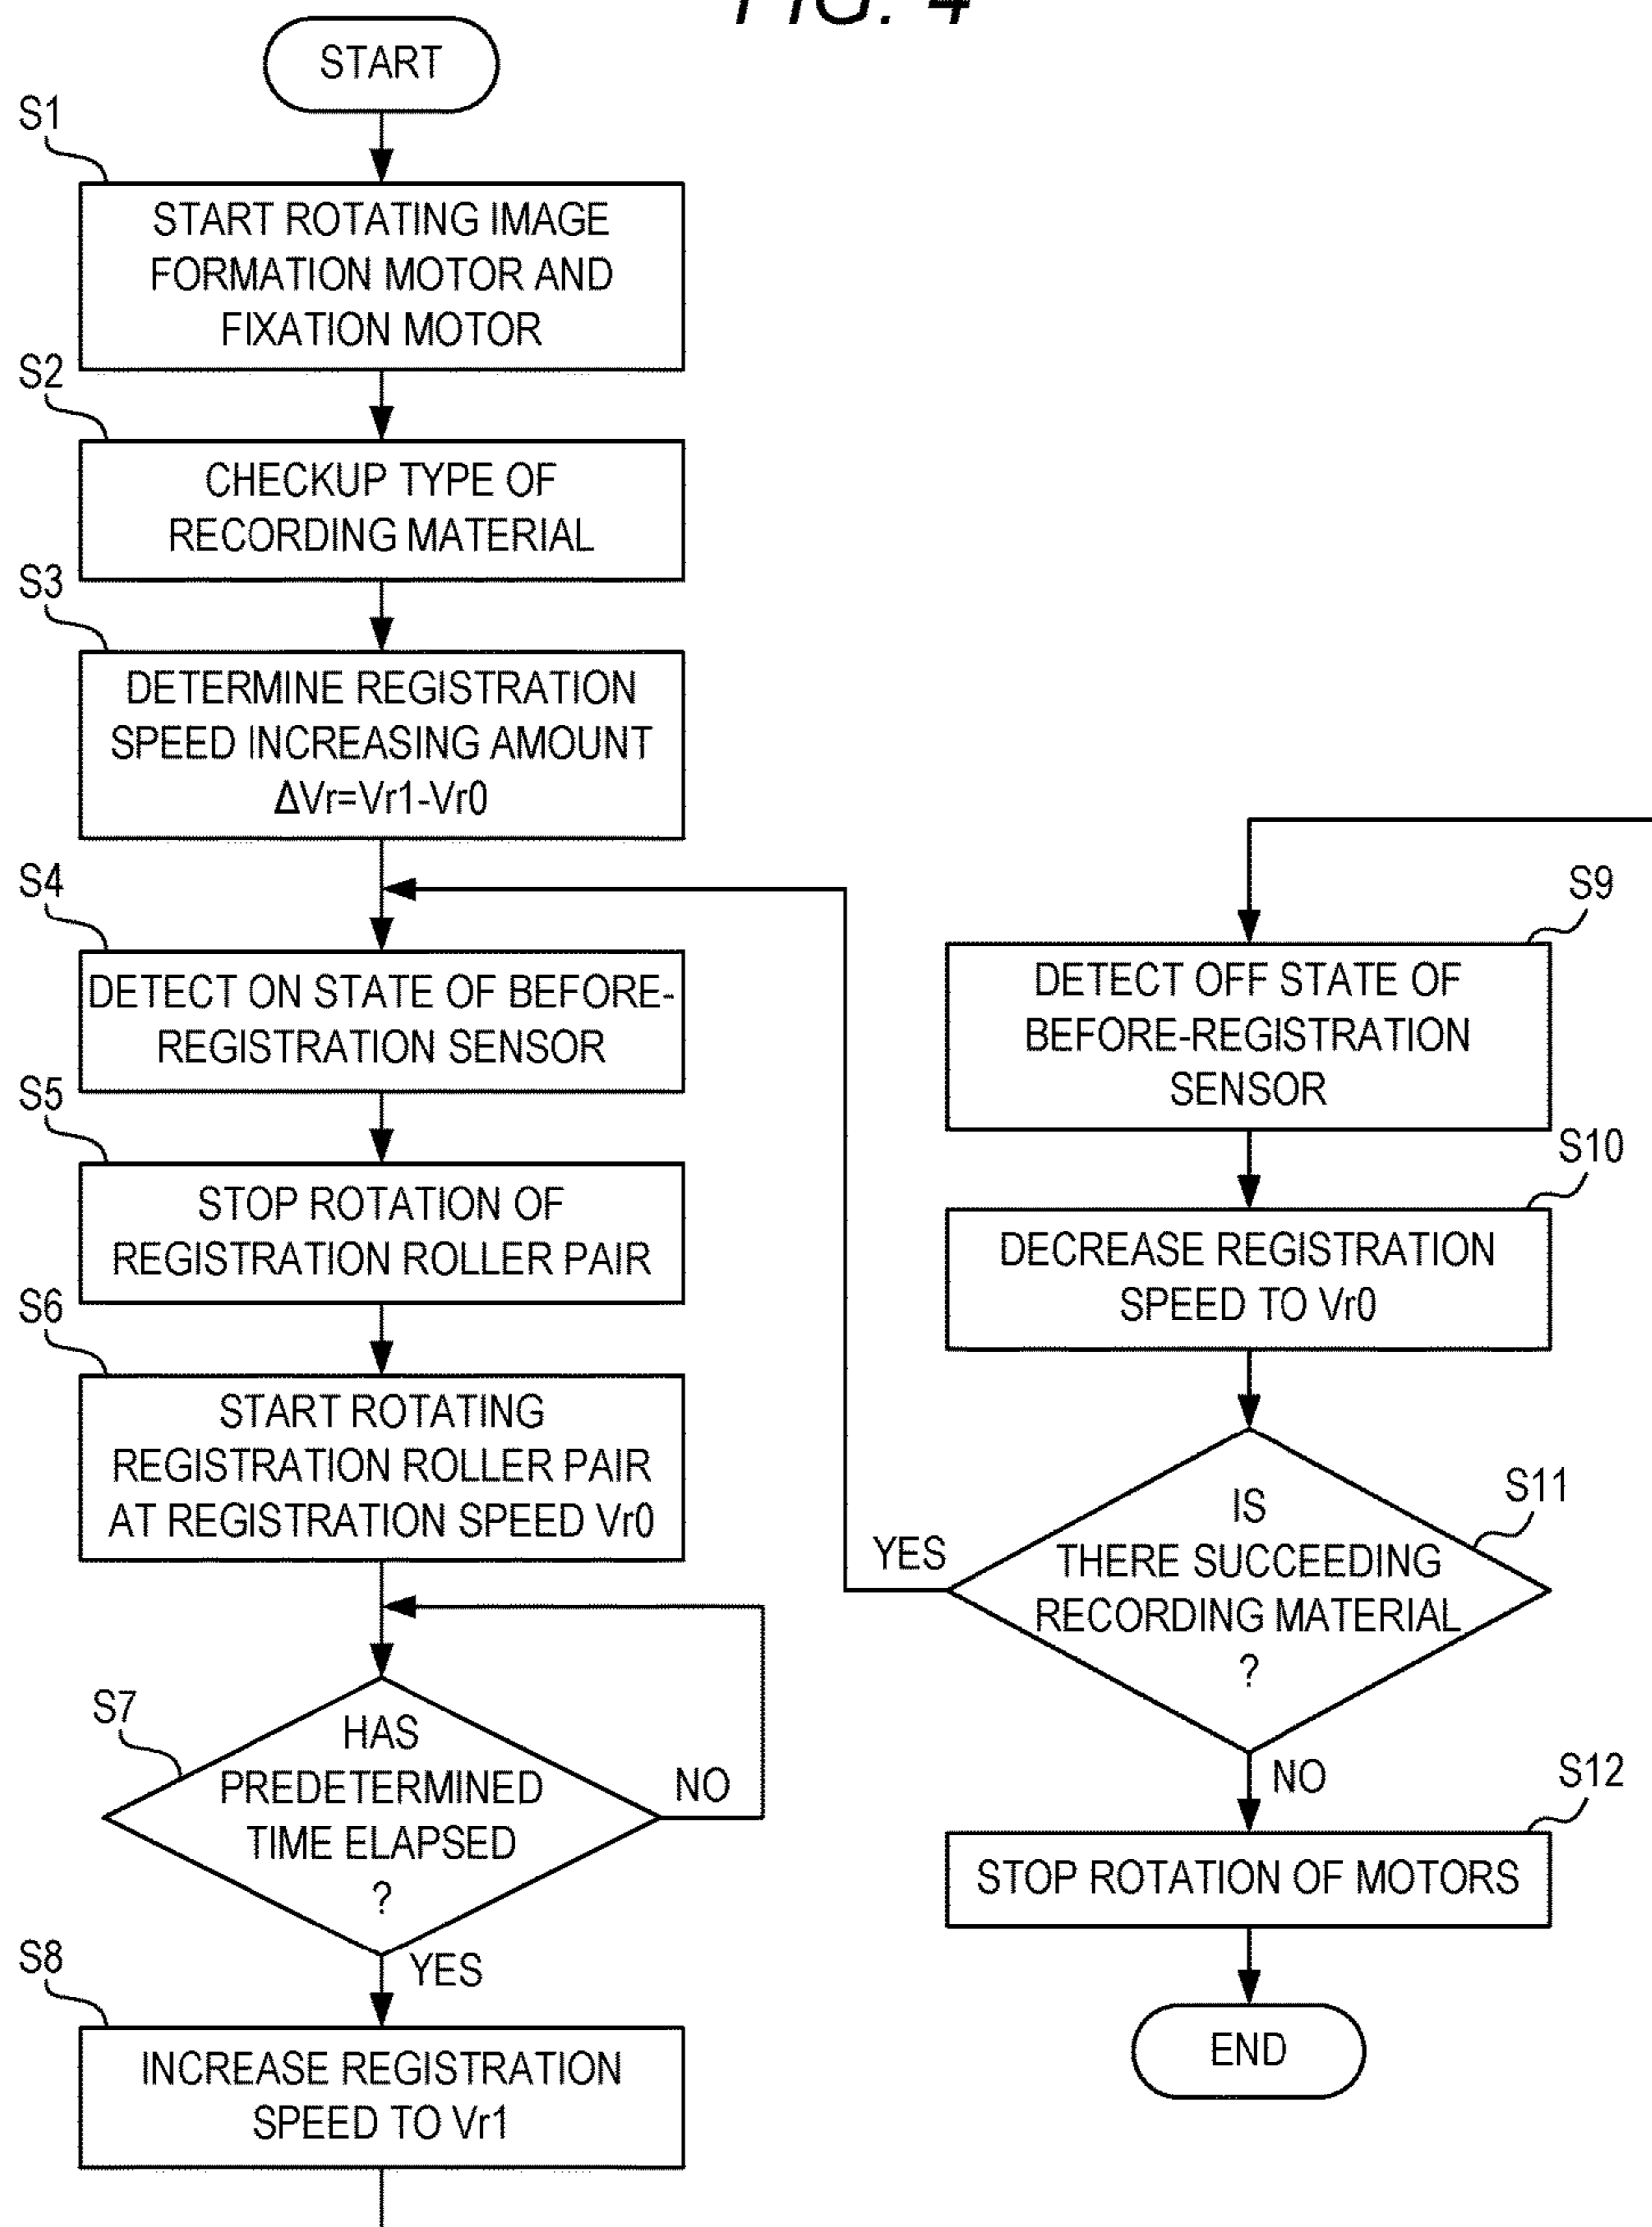 FIG. 4
START
S1
START ROTATING IMAGE
FORMATION MOTOR AND
FIXATION MOTOR
S2
CHECKUP TYPE OF
RECORDING MATERIAL
S3
DETERMINE REGISTRATION
SPEED INCREASING AMOUNT
ΔVr=Vr1-Vr0
S4
DETECT ON STATE OF BEFORE-
REGISTRATION SENSOR
S5
STOP ROTATION OF
REGISTRATION ROLLER PAIR
S6
START ROTATING
REGISTRATION ROLLER PAIR
AT REGISTRATION SPEED Vr0
S7
HAS
PREDETERMINED
TIME ELAPSED
?
NO
YES
S8
INCREASE REGISTRATION
SPEED TO Vr1
S9
DETECT OFF STATE OF
BEFORE-REGISTRATION
SENSOR
S10
DECREASE REGISTRATION
SPEED TO Vr0
S11
IS
THERE SUCCEEDING
RECORDING MATERIAL
?
YES
NO
S12
STOP ROTATION OF MOTORS
END